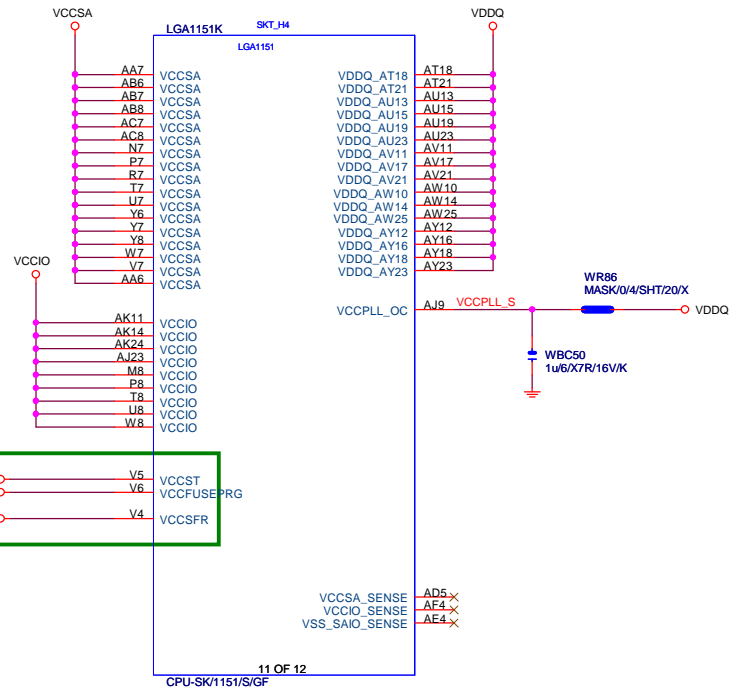 VCCSA
VDDQ
LGA1151K
SKT_H4
LGA1151
AA7 VCCSA VDDQ_AT18 AT18
AB6 VCCSA VDDQ_AT21 AT21
AB7 VCCSA VDDQ_AU13 AU13
AB8 VCCSA VDDQ_AU15 AU15
AC7 VCCSA VDDQ_AU19 AU19
AC8 VCCSA VDDQ_AU23 AU23
N7 VCCSA VDDQ_AV11 AV11
P7 VCCSA VDDQ_AV17 AV17
R7 VCCSA VDDQ_AV21 AV21
T7 VCCSA VDDQ_AW10 AW10
U7 VCCSA VDDQ_AW14 AW14
Y6 VCCSA VDDQ_AW25 AW25
Y7 VCCSA VDDQ_AY12 AY12
Y8 VCCSA VDDQ_AY16 AY16
W7 VCCSA VDDQ_AY18 AY18
V7 VCCSA VDDQ_AY23 AY23
AA6 VCCSA
VCCIO
WR86
MASK/0/4/SHT/20/X
VCCPLL_OC AJ9 VCCPLL_S VDDQ
AK11 VCCIO
AK14 VCCIO
AK24 VCCIO
AJ23 VCCIO
M8 VCCIO
P8 VCCIO
T8 VCCIO
U8 VCCIO
W8 VCCIO
WBC50
1u/6/X7R/16V/K
V5 VCCST
V6 VCCFUSEPRG
V4 VCCSFR
VCCSA_SENSE AD5
VCCIO_SENSE AF4
VSS_SAIO_SENSE AE4
11 OF 12
CPU-SK/1151/S/GF